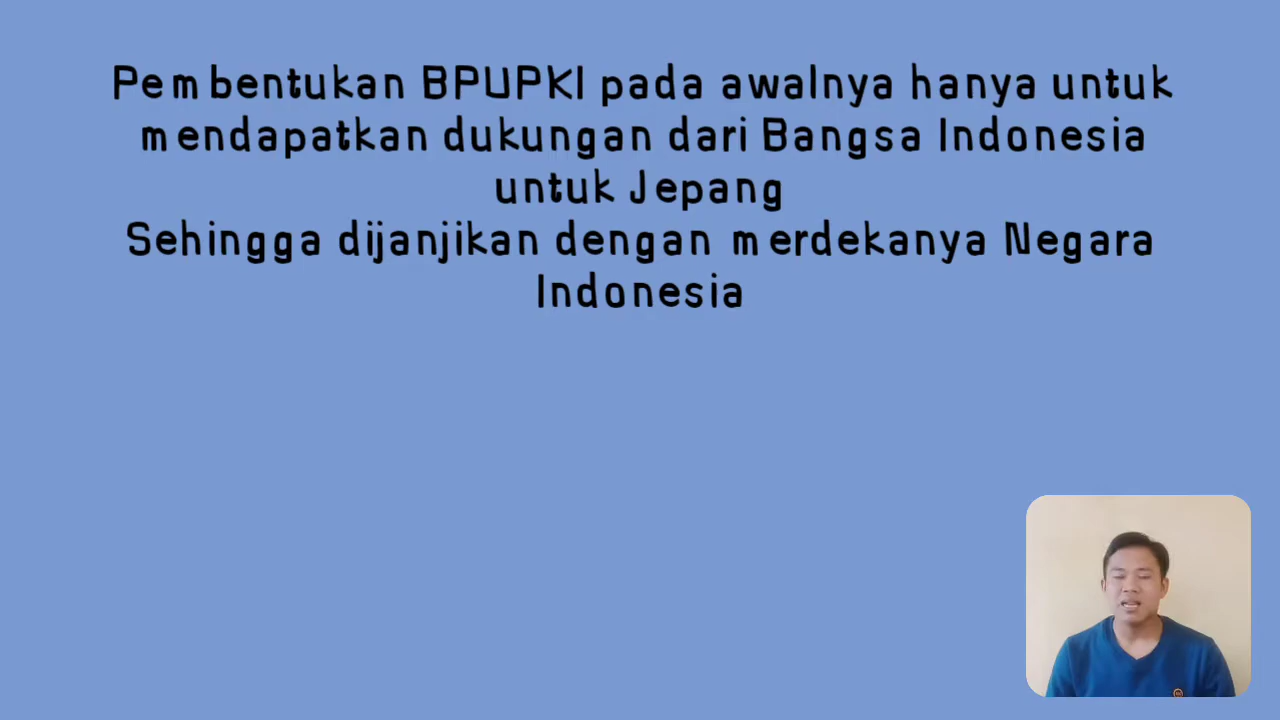 Pembentukan BPUPKI pada awalnya hanya untuk
mendapatkan dukungan dari Bangsa Indonesia
untuk Jepang
Sehingga dijanjikan dengan merdekanya Negara
Indonesia